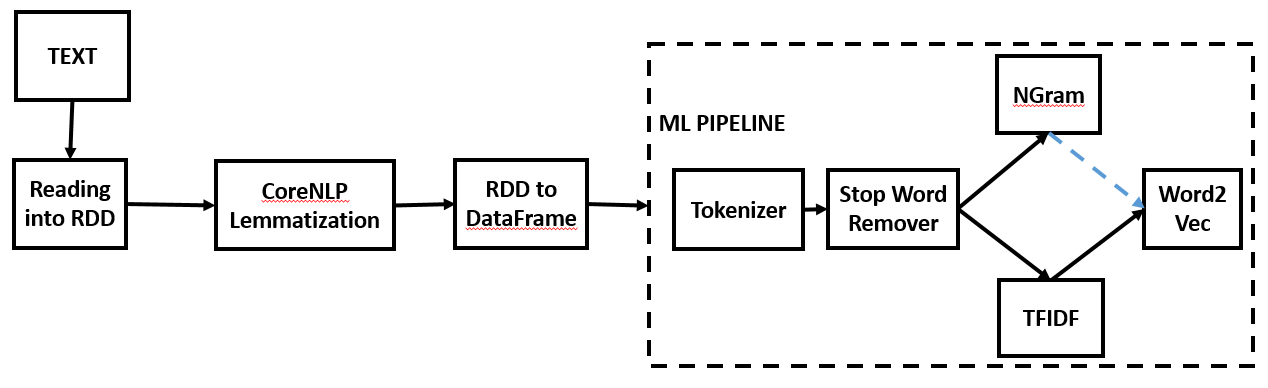 TEXT
Reading
into RDD
CoreNLP
Lemmatization
RDD to
DataFrame
ML PIPELINE
Tokenizer
Stop Word
Remover
NGram
TFIDF
Word2
Vec